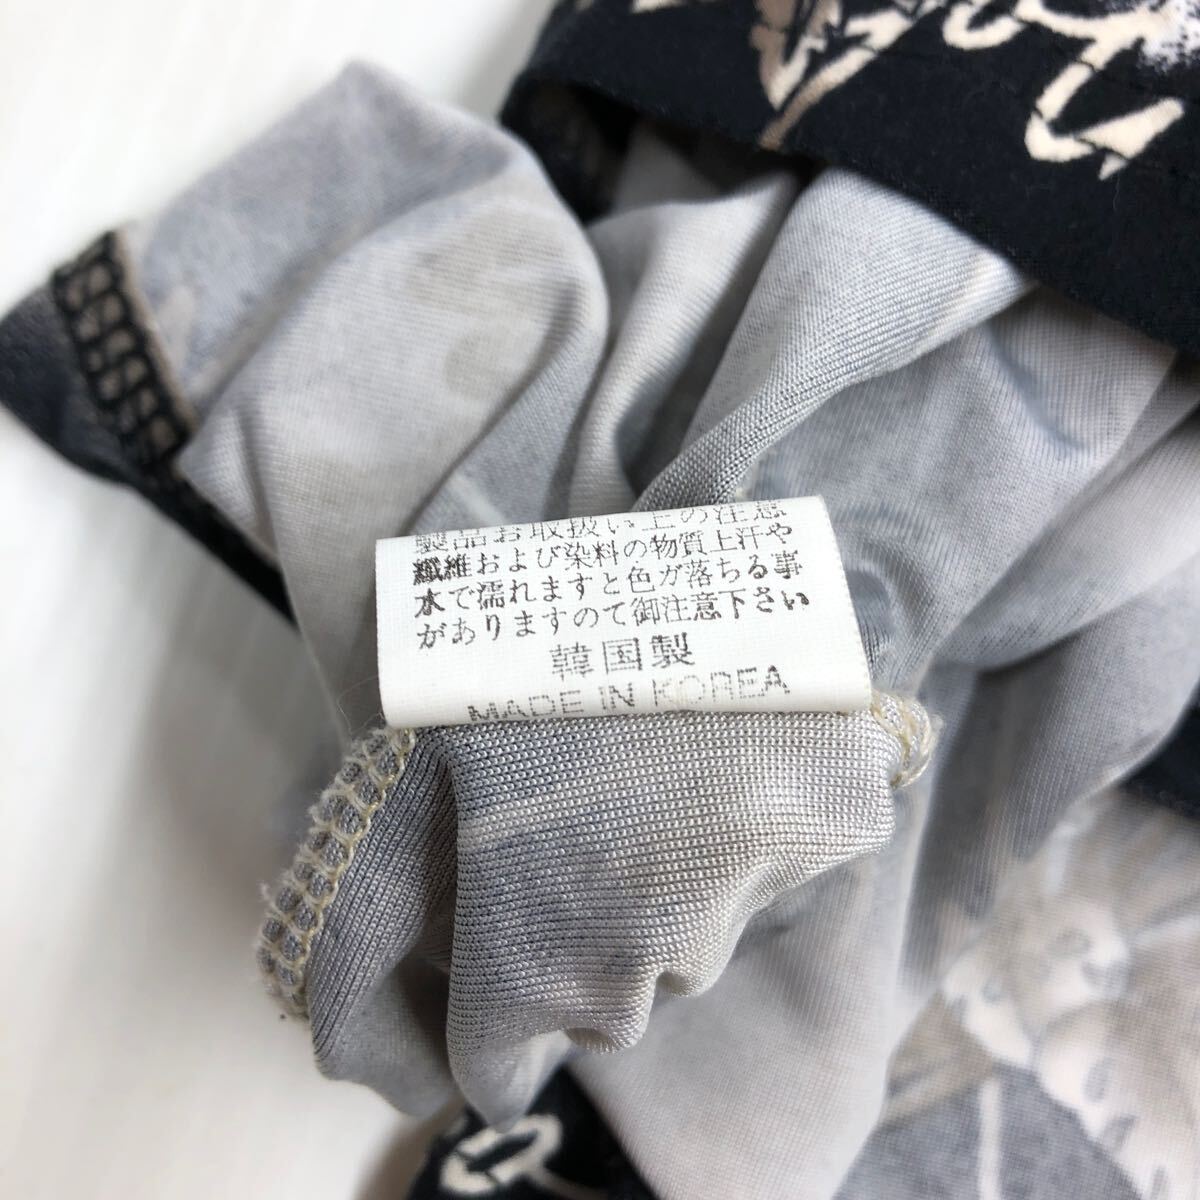 製品お取扱い上の注意
繊維および染料の物質上汗や
水で濡れますと色が落ちる事
がありますので御注意下さい
韓国製
MADE IN KOREA